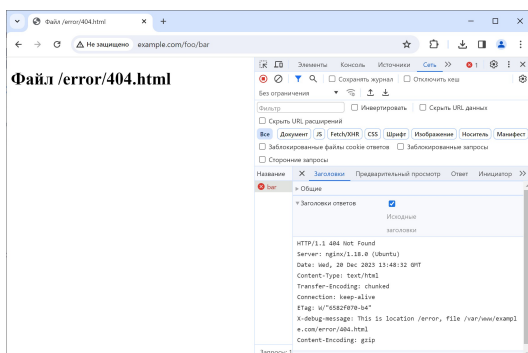 Файл /error/404.html
Не защищено
example.com/foo/bar
Файл /error/404.html
Элементы Консоль Источники Сеть 1
Сохранять журнал Отключить кеш
Без ограничения
Фильтр Инвертировать Скрыть URL данных
Скрыть URL расширений
Все Документ JS Fetch/XHR CSS Шрифт Изображение Носитель Манифест
Заблокированные файлы cookie ответов Заблокированные запросы
Сторонние запросы
Название Заголовки Предварительный просмотр Ответ Инициатор
bar
Общие
Заголовки ответов
Исходные
заголовки
HTTP/1.1 404 Not Found
Server: nginx/1.18.0 (Ubuntu)
Date: Wed, 20 Dec 2023 13:48:32 GMT
Content-Type: text/html
Transfer-Encoding: chunked
Connection: keep-alive
ETag: W/"6582f070-b4"
X-debug-message: This is location /error, file /var/www/exampl
e.com/error/404.html
Content-Encoding: gzip